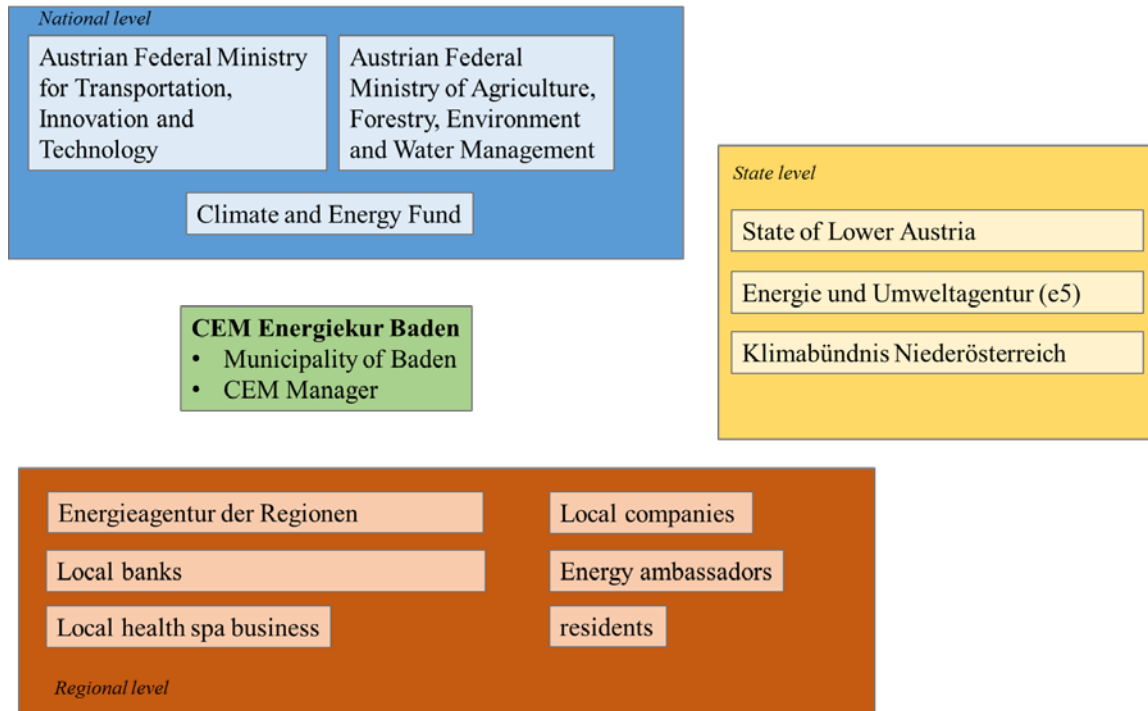 National level
Austrian Federal Ministry
for Transportation,
Innovation and
Technology
Austrian Federal
Ministry of Agriculture,
Forestry, Environment
and Water Management
Climate and Energy Fund
State level
State of Lower Austria
Energie und Umweltagentur (e5)
Klimabündnis Niederösterreich
CEM Energiekur Baden
• Municipality of Baden
• CEM Manager
Energieagentur der Regionen
Local banks
Local health spa business
Local companies
Energy ambassadors
residents
Regional level